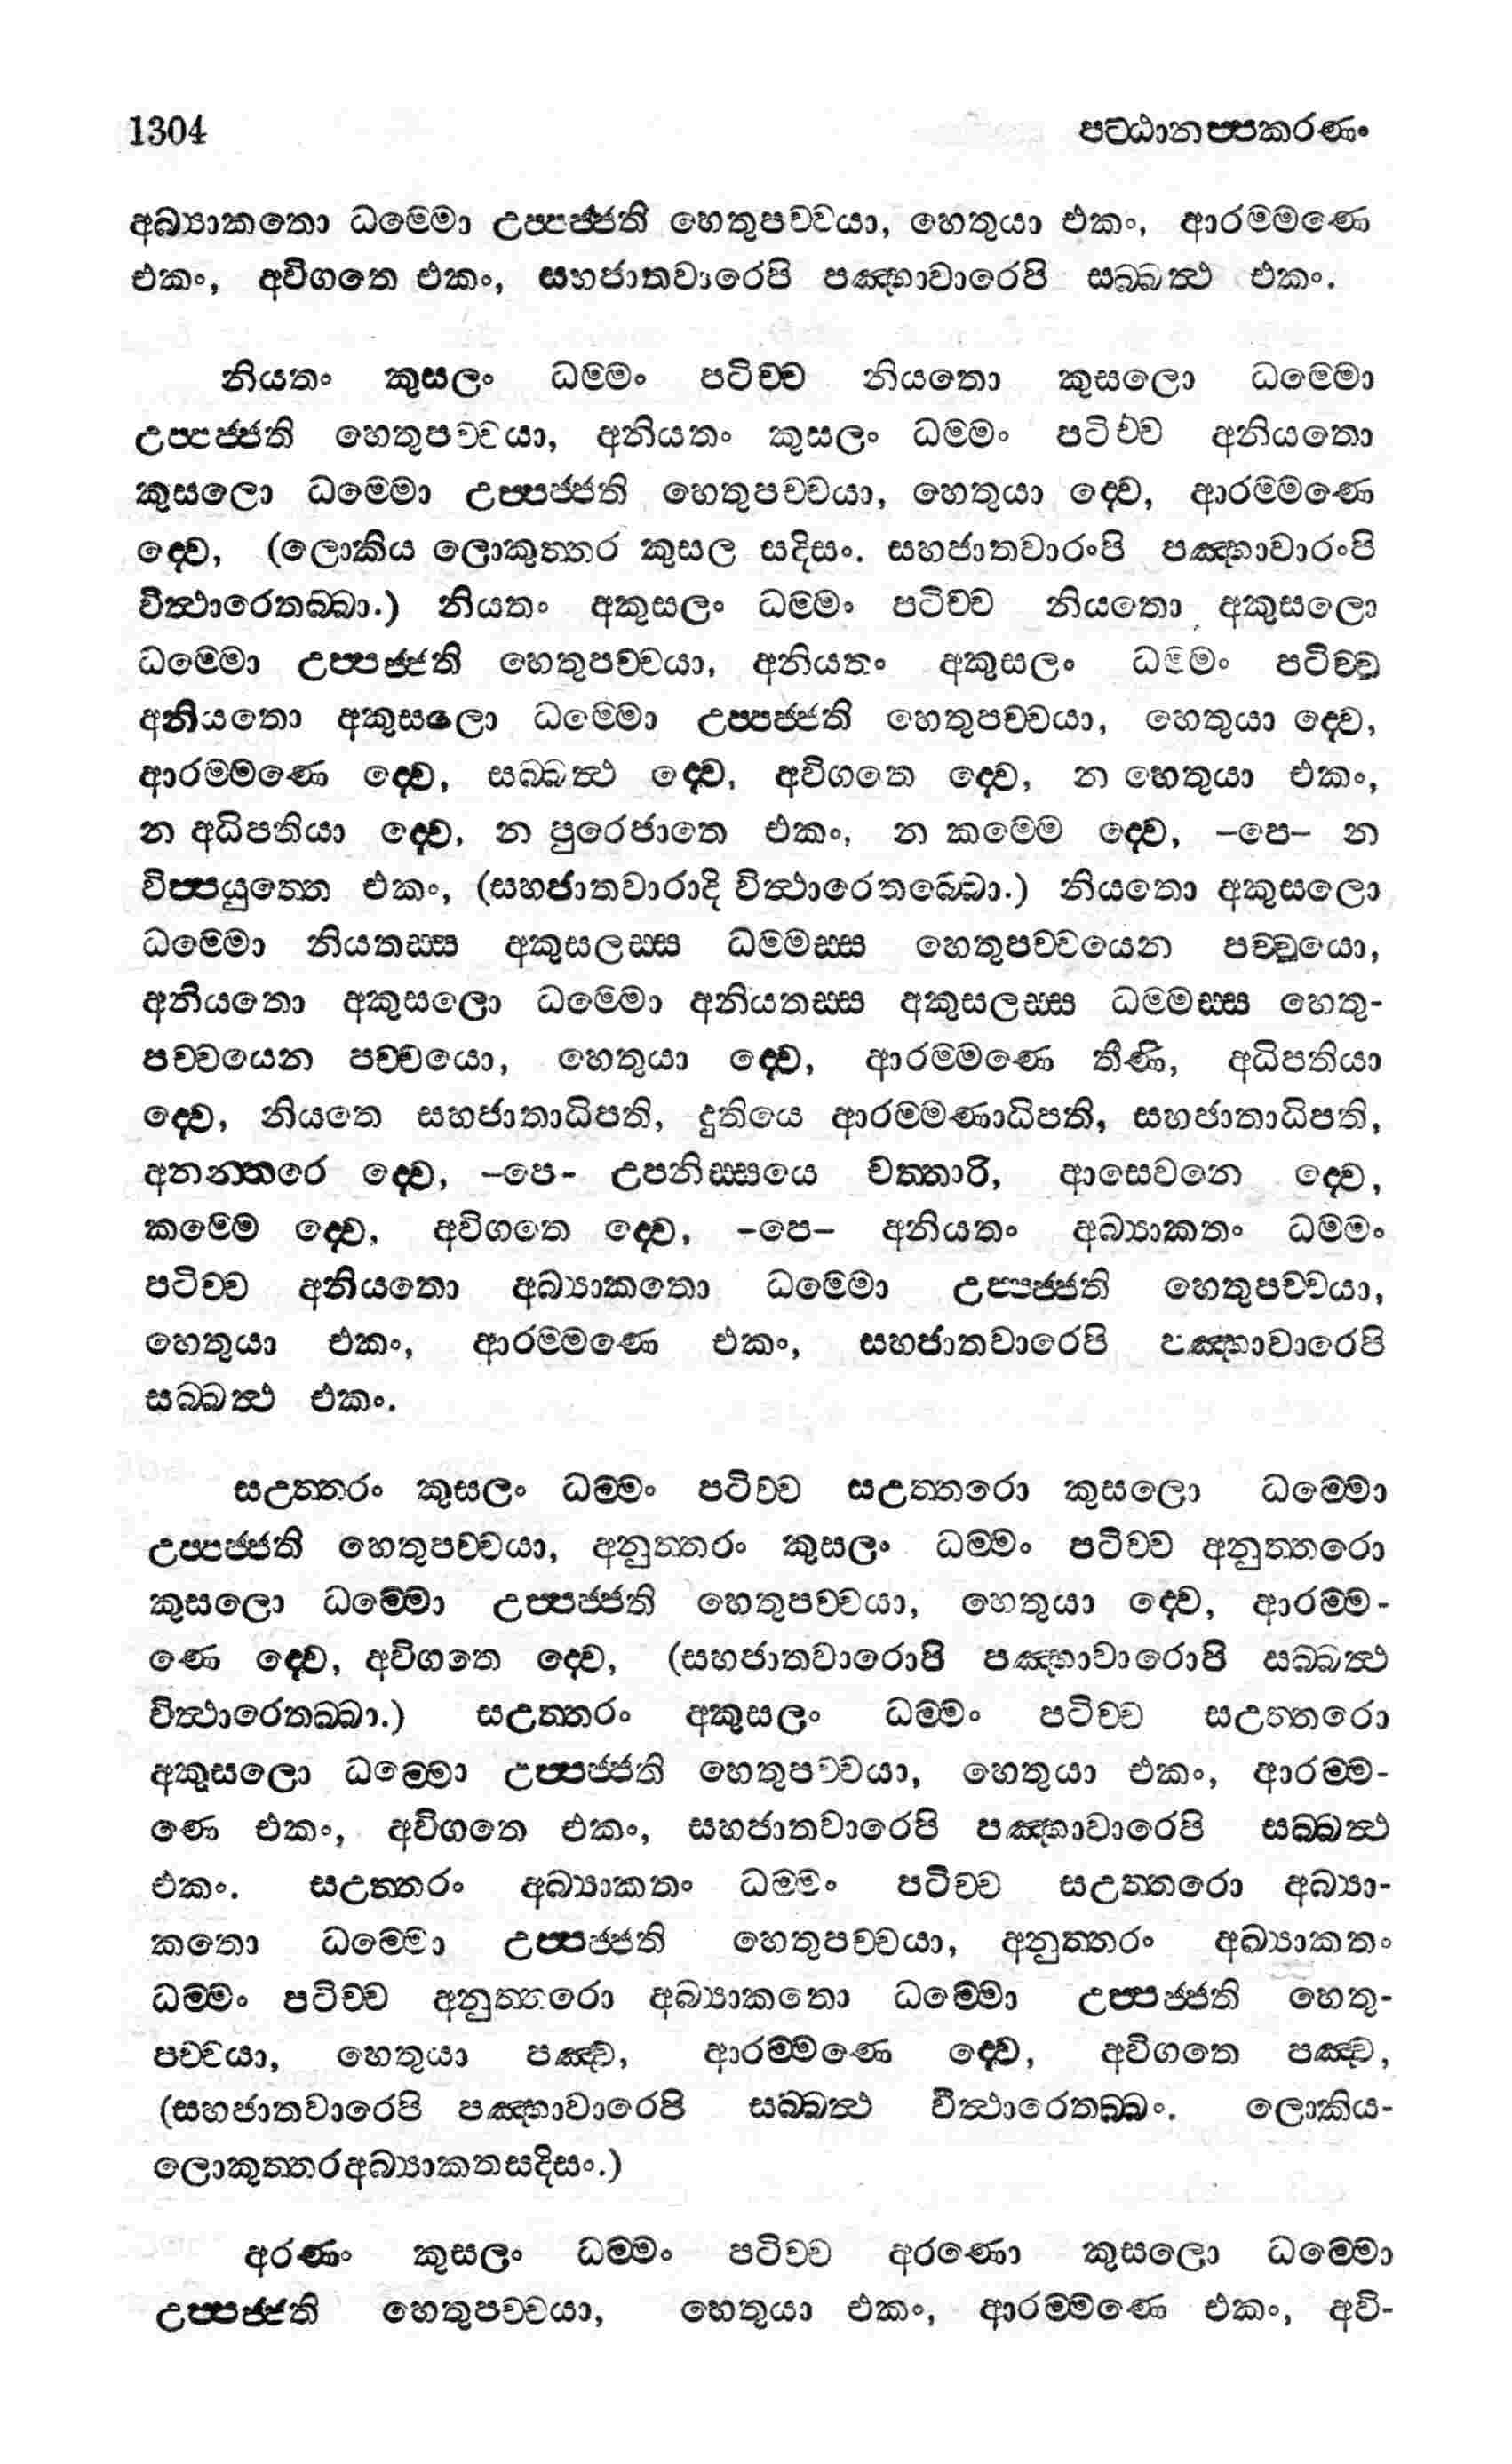 1304 පට්ඨානප්පකරණං
අබ්‍යාකතො ධම්මො උප්පජ්ජති හෙතුපච්චයා, හෙතුයා එකං, ආරම්මණෙ
එකං, අවිගතෙ එකං, සහජාතවාරෙපි පඤ්හාවාරෙපි සබ්බත්‍ථ එකං.
නියතං කුසලං ධම්මං පටිච්ච නියතො කුසලො ධම්මො
උප්පජ්ජති හෙතුපච්චයා, අනියතං කුසලං ධම්මං පටිච්ච අනියතො
කුසලො ධම්මො උප්පජ්ජති හෙතුපච්චයා, හෙතුයා ද්වෙ, ආරම්මණෙ
ද්වෙ, (ලොකිය ලොකුත්තර කුසල සදිසං. සහජාතවාරංපි පඤ්හාවාරංපි
විත්‍ථාරෙතබ්බා.) නියතං අකුසලං ධම්මං පටිච්ච නියතො අකුසලො
ධම්මො උප්පජ්ජති හෙතුපච්චයා, අනියතං අකුසලං ධම්මං පටිච්ච
අනියතො අකුසලො ධම්මො උප්පජ්ජති හෙතුපච්චයා, හෙතුයා ද්වෙ,
ආරම්මණෙ ද්වෙ, සබ්බත්‍ථ ද්වෙ, අවිගතෙ ද්වෙ, න හෙතුයා එකං,
න අධිපතියා ද්වෙ, න පුරෙජාතෙ එකං, න කම්මෙ ද්වෙ, –පෙ– න
විප්පයුත්තෙ එකං, (සහජාතවාරාදි විත්‍ථාරෙතබ්බො.) නියතො අකුසලො
ධම්මො නියතස්ස අකුසලස්ස ධම්මස්ස හෙතුපච්චයෙන පච්චයො,
අනියතො අකුසලො ධම්මො අනියතස්ස අකුසලස්ස ධම්මස්ස හෙතු-
පච්චයෙන පච්චයො, හෙතුයා ද්වෙ, ආරම්මණෙ තීණි, අධිපතියා
ද්වෙ, නියතෙ සහජාතාධිපති, දුතියෙ ආරම්මණාධිපති, සහජාතාධිපති,
අනන්තරෙ ද්වෙ, –පෙ- උපනිස්සයෙ චත්තාරි, ආසෙවනෙ ද්වෙ,
කම්මෙ ද්වෙ, අවිගතෙ ද්වෙ, –පෙ– අනියතං අබ්‍යාකතං ධම්මං
පටිච්ච අනියතො අබ්‍යාකතො ධම්මො උප්පජ්ජති හෙතුපච්චයා,
හෙතුයා එකං, ආරම්මණෙ එකං, සහජාතවාරෙපි පඤ්හාවාරෙපි
සබ්බත්‍ථ එකං.
සඋත්තරං කුසලං ධම්මං පටිච්ච සඋත්තරො කුසලො ධම්මො
උප්පජ්ජති හෙතුපච්චයා, අනුත්තරං කුසලං ධම්මං පටිච්ච අනුත්තරො
කුසලො ධම්මො උප්පජ්ජති හෙතුපච්චයා, හෙතුයා ද්වෙ, ආරම්ම-
ණෙ ද්වෙ, අවිගතෙ ද්වෙ, (සහජාතවාරොපි පඤ්හාවාරොපි සබ්බත්‍ථ
විත්‍ථාරෙතබ්බා.) සඋත්තරං අකුසලං ධම්මං පටිච්ච සඋත්තරො
අකුසලො ධම්මො උප්පජ්ජති හෙතුපච්චයා, හෙතුයා එකං, ආරම්ම-
ණෙ එකං, අවිගතෙ එකං, සහජාතවාරෙපි පඤ්හාවාරෙපි සබ්බත්‍ථ
එකං. සඋත්තරං අබ්‍යාකතං ධම්මං පටිච්ච සඋත්තරො අබ්‍යා-
කතො ධම්මො උප්පජ්ජති හෙතුපච්චයා, අනුත්තරං අබ්‍යාකතං
ධම්මං පටිච්ච අනුත්තරො අබ්‍යාකතො ධම්මො උප්පජ්ජති හෙතු-
පච්චයා, හෙතුයා පඤ්ච, ආරම්මණෙ ද්වෙ, අවිගතෙ පඤ්ච,
(සහජාතවාරෙපි පඤ්හාවාරෙපි සබ්බත්‍ථ විත්‍ථාරෙතබ්බං. ලොකිය-
ලොකුත්තරඅබ්‍යාකතසදිසං.)
අරණං කුසලං ධම්මං පටිච්ච අරණො කුසලො ධම්මො
උප්පජ්ජති හෙතුපච්චයා, හෙතුයා එකං, ආරම්මණෙ එකං, අවි-